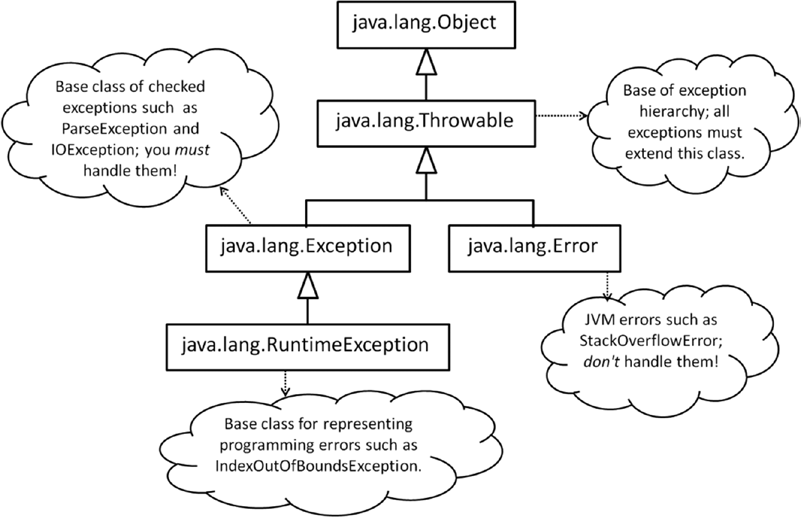 java.lang.Object
Base class of checked
exceptions such as
ParseException and
IOException; you must
handle them!
java.lang.Throwable
Base of exception
hierarchy; all
exceptions must
extend this class.
java.lang.Exception
java.lang.Error
java.lang.RuntimeException
JVM errors such as
StackOverflowError;
don't handle them!
Base class for representing
programming errors such as
IndexOutOfBoundsException.